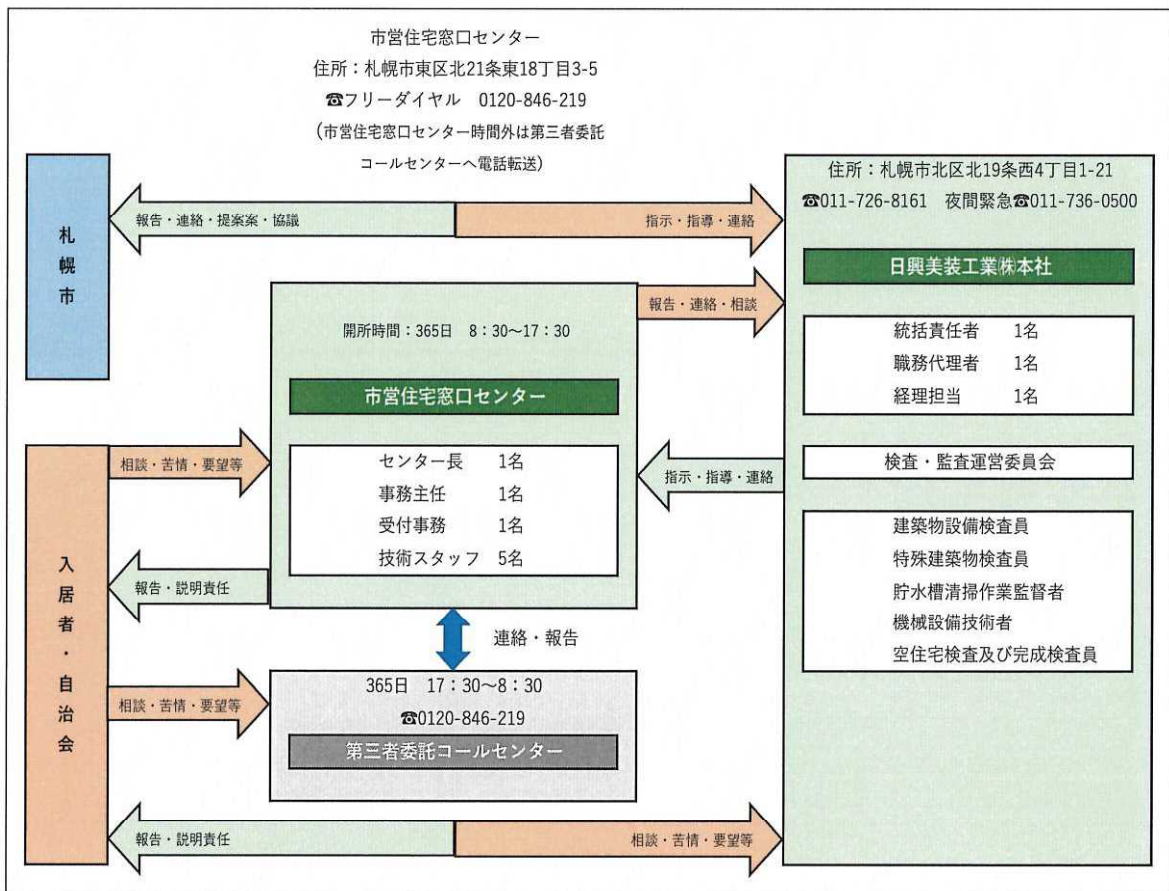 市営住宅窓口センター
住所：札幌市東区北21条東18丁目3-5
☎フリーダイヤル　0120-846-219
（市営住宅窓口センター時間外は第三者委託
コールセンターへ電話転送）
札幌市
報告・連絡・提案案・協議
指示・指導・連絡
住所：札幌市北区北19条西4丁目1-21
☎011-726-8161　夜間緊急☎011-736-0500
日興美装工業㈱本社
統括責任者　1名
職務代理者　1名
経理担当　1名
検査・監査運営委員会
建築物設備検査員
特殊建築物検査員
貯水槽清掃作業監督者
機械設備技術者
空住宅検査及び完成検査員
報告・連絡・相談
指示・指導・連絡
開所時間：365日　8：30～17：30
市営住宅窓口センター
センター長　1名
事務主任　1名
受付事務　1名
技術スタッフ　5名
入居者・自治会
相談・苦情・要望等
報告・説明責任
連絡・報告
相談・苦情・要望等
365日　17：30～8：30
☎0120-846-219
第三者委託コールセンター
報告・説明責任
相談・苦情・要望等